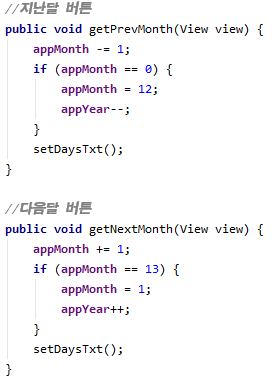 //지난달 버튼
public void getPrevMonth(View view) {
    appMonth -= 1;
    if (appMonth == 0) {
        appMonth = 12;
        appYear--;
    }
    setDaysTxt();
}

//다음달 버튼
public void getNextMonth(View view) {
    appMonth += 1;
    if (appMonth == 13) {
        appMonth = 1;
        appYear++;
    }
    setDaysTxt();
}